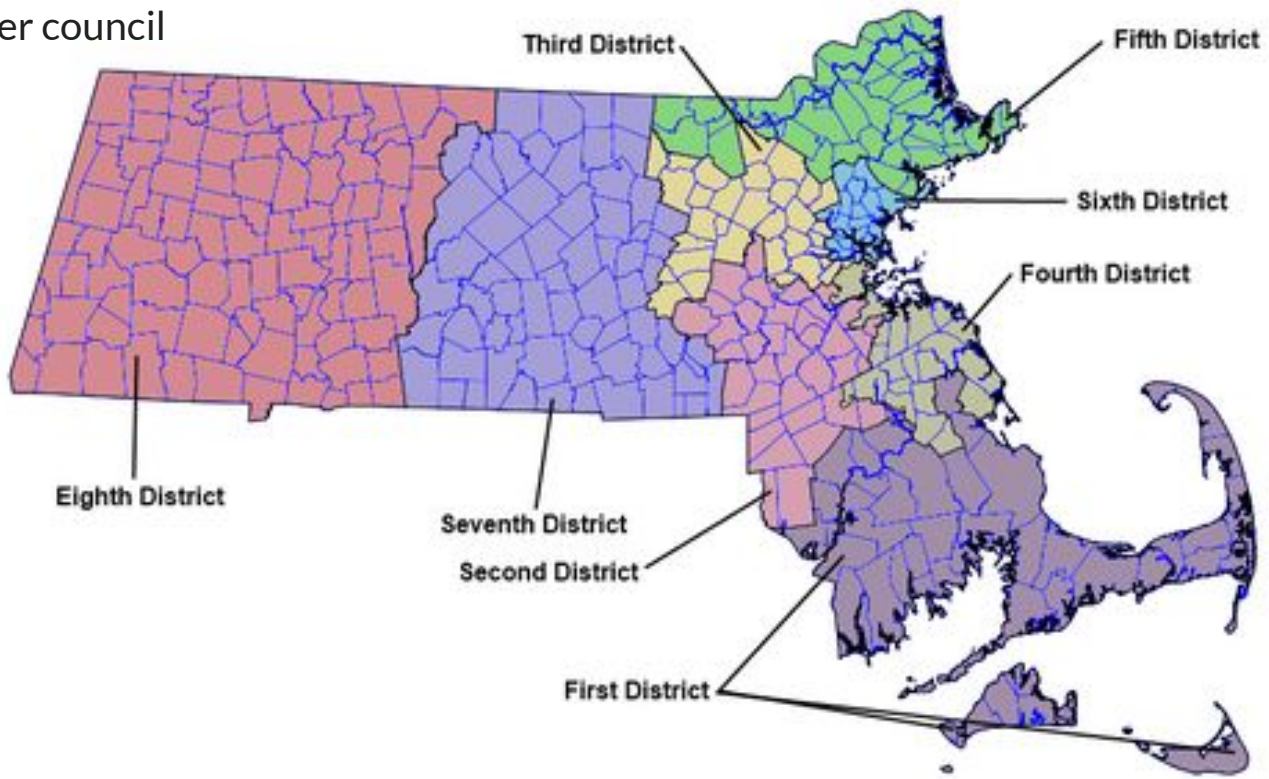 er council
Third District
Fifth District
Sixth District
Fourth District
Eighth District
Seventh District
Second District
First District